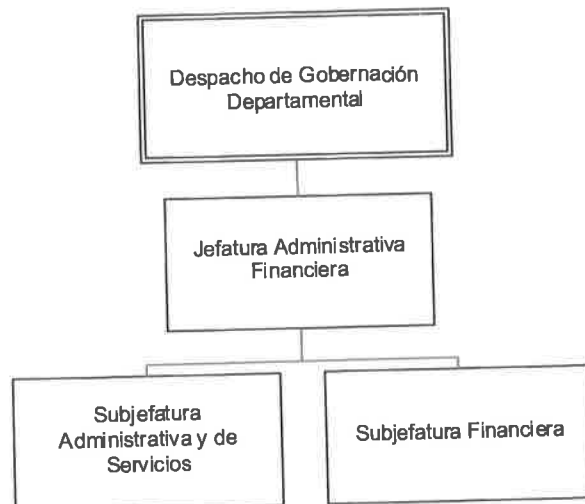 Despacho de Gobernación
Departamental
Jefatura Administrativa
Financiera
Subjefatura
Administrativa y de
Servicios
Subjefatura Financiera